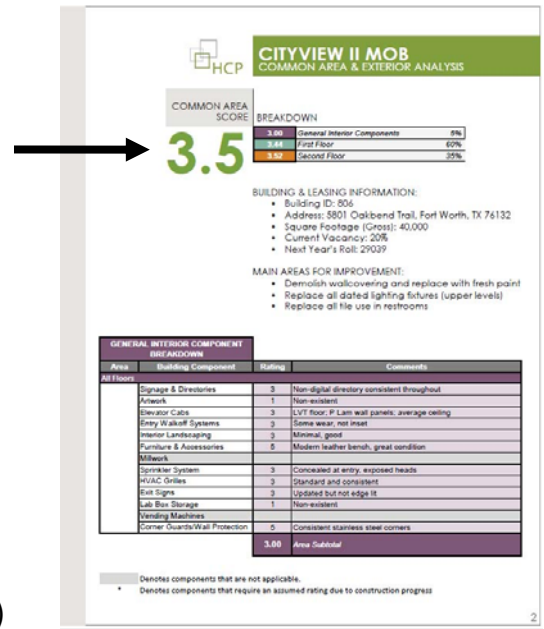 HCP
CITYVIEW II MOB
COMMON AREA & EXTERIOR ANALYSIS
COMMON AREA
SCORE
3.5
BREAKDOWN
3.00 General Interior Components 5%
3.44 First Floor 60%
3.52 Second Floor 35%
BUILDING & LEASING INFORMATION:
• Building ID: 806
• Address: 5801 Oakbend Trail, Fort Worth, TX 76132
• Square Footage (Gross): 40,000
• Current Vacancy: 20%
• Next Year's Roll: 29039
MAIN AREAS FOR IMPROVEMENT:
• Demolish wallcovering and replace with fresh paint
• Replace all dated lighting fixtures (upper levels)
• Replace all tile use in restrooms
GENERAL INTERIOR COMPONENT
BREAKDOWN
Area Building Component Rating Comments
All Floors
Signage & Directories 3 Non-digital directory consistent throughout
Artwork 1 Non-existent
Elevator Cabs 3 LVT floor; P Lam wall panels; average ceiling
Entry Walkoff Systems 3 Some wear, not inset
Interior Landscaping 3 Minimal, good
Furniture & Accessories 5 Modern leather bench, great condition
Millwork
Sprinkler System 3 Concealed at entry, exposed heads
HVAC Grilles 3 Standard and consistent
Exit Signs 3 Updated but not edge lit
Lab Box Storage 1 Non-existent
Vending Machines
Corner Guards/Wall Protection 5 Consistent stainless steel corners
3.00 Area Subtotal
Denotes components that are not applicable.
* Denotes components that require an assumed rating due to construction progress
)
2